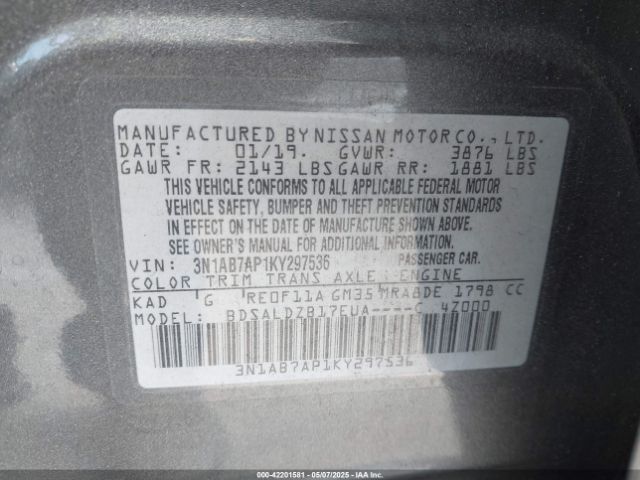 MANUFACTURED BY NISSAN MOTOR CO., LTD.
DATE: 01/19. GVWR: 3876 LBS
GAWR FR: 2143 LBS GAWR RR: 1881 LBS
THIS VEHICLE CONFORMS TO ALL APPLICABLE FEDERAL MOTOR
VEHICLE SAFETY, BUMPER AND THEFT PREVENTION STANDARDS
IN EFFECT ON THE DATE OF MANUFACTURE SHOWN ABOVE.
SEE OWNER'S MANUAL FOR ADDITIONAL INFORMATION.
VIN: 3N1AB7AP1KY297536 PASSENGER CAR.
COLOR TRIM TRANS AXLE ENGINE
KAD G RE0F11A GM35 MRA8DE 1798 CC
MODEL: BDSALDZB17EUA----C 4Z000
3N1AB7AP1KY297536
000-42201581 - 05/07/2025 - IAA Inc.